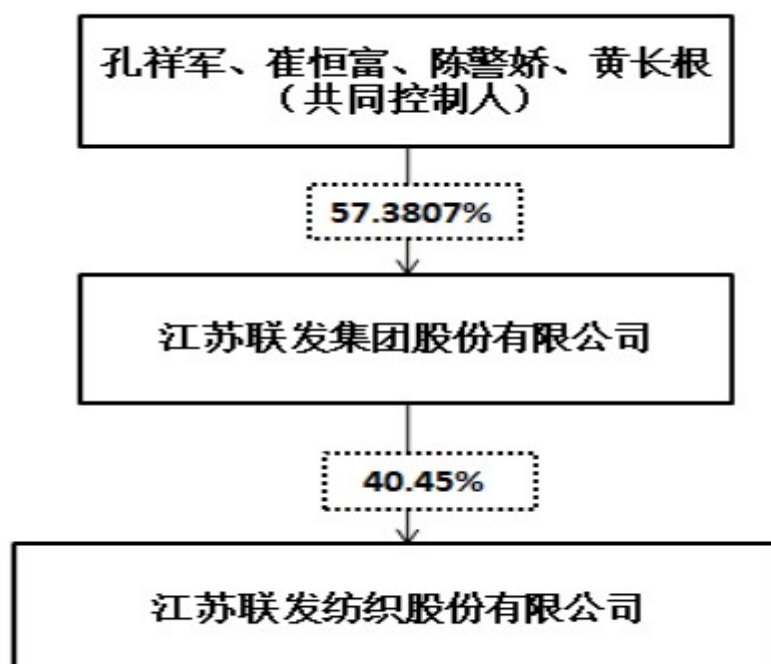 孔祥军、崔恒富、陈警娇、黄长根
（共同控制人）
57.3807%
江苏联发集团股份有限公司
40.45%
江苏联发纺织股份有限公司